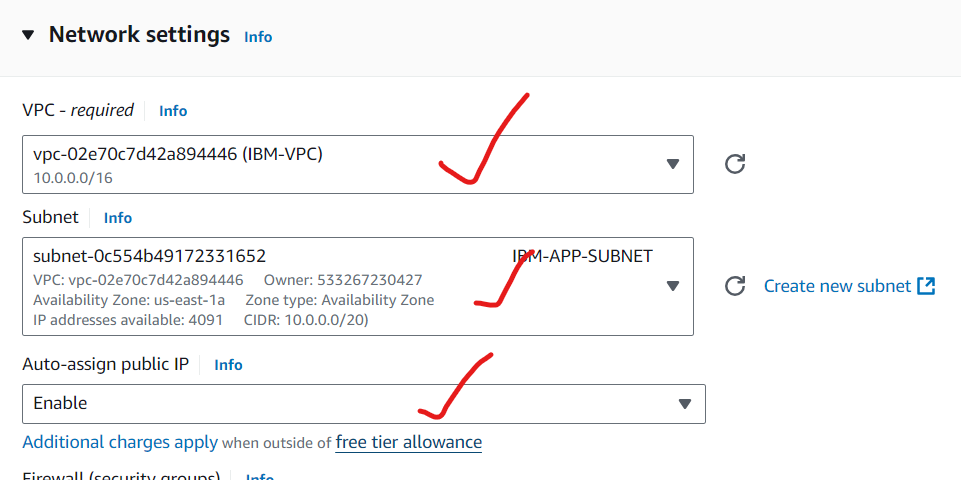 Network settings Info
VPC - required Info
vpc-02e70c7d42a894446 (IBM-VPC)
10.0.0.0/16
Subnet Info
subnet-0c554b49172331652 IBM-APP-SUBNET
VPC: vpc-02e70c7d42a894446 Owner: 533267230427
Availability Zone: us-east-1a Zone type: Availability Zone
IP addresses available: 4091 CIDR: 10.0.0.0/20)
Create new subnet
Auto-assign public IP Info
Enable
Additional charges apply when outside of free tier allowance
Firewall (security groups) Info